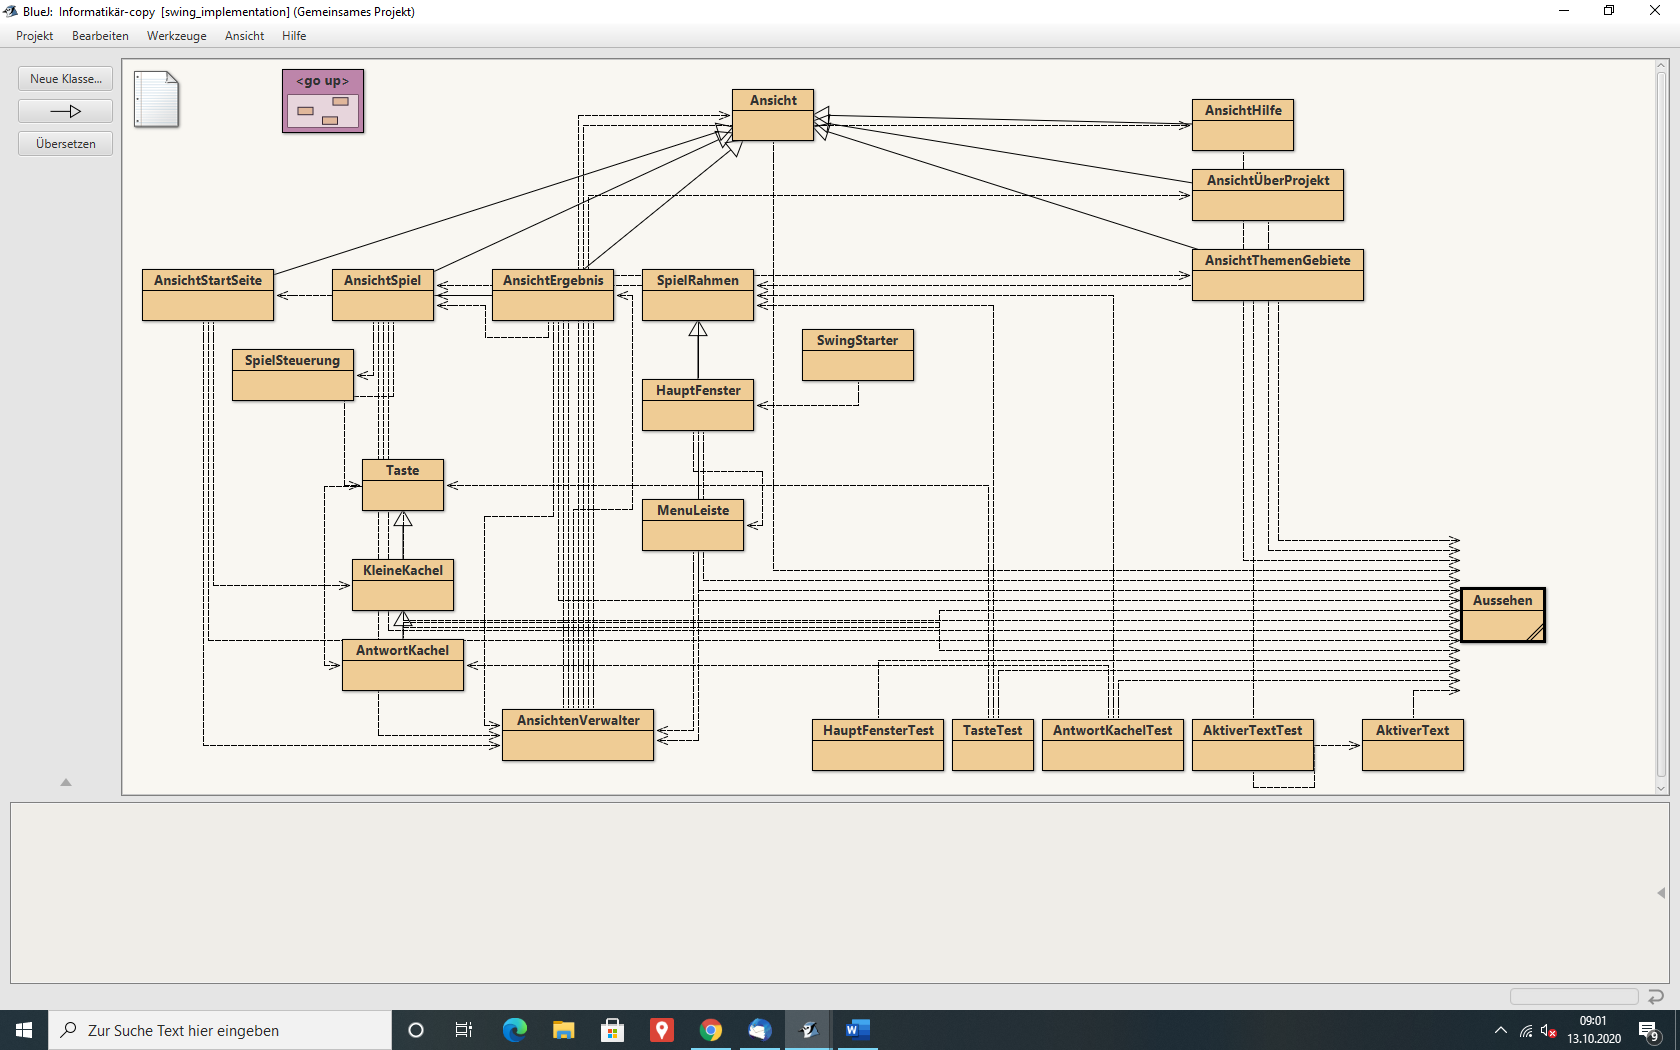 BlueJ:  Informatikär-copy  [swing_implementation] (Gemeinsames Projekt)
Projekt Bearbeiten Werkzeuge Ansicht Hilfe
Neue Klasse...
Übersetzen
<go up>
Ansicht
AnsichtHilfe
AnsichtÜberProjekt
AnsichtThemenGebiete
AnsichtStartSeite
AnsichtSpiel
AnsichtErgebnis
SpielRahmen
SwingStarter
SpielSteuerung
HauptFenster
Taste
MenuLeiste
KleineKachel
Aussehen
AntwortKachel
AnsichtenVerwalter
HauptFensterTest
TasteTest
AntwortKachelTest
AktiverTextTest
AktiverText
Zur Suche Text hier eingeben
09:01
13.10.2020
9